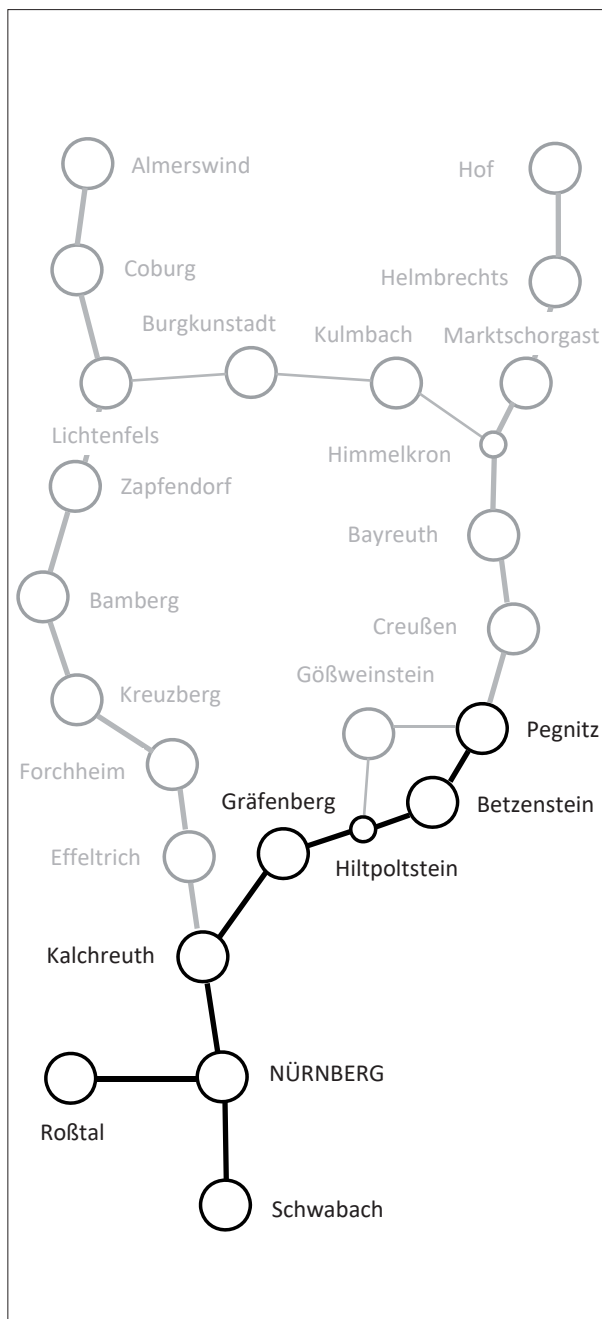 Almerswind
Hof
Coburg
Helmbrechts
Burgkunstadt
Kulmbach
Marktschorgast
Lichtenfels
Himmelkron
Zapfendorf
Bayreuth
Bamberg
Creußen
Gößweinstein
Kreuzberg
Pegnitz
Forchheim
Gräfenberg
Betzenstein
Effeltrich
Hiltpoltstein
Kalchreuth
NÜRNBERG
Roßtal
Schwabach